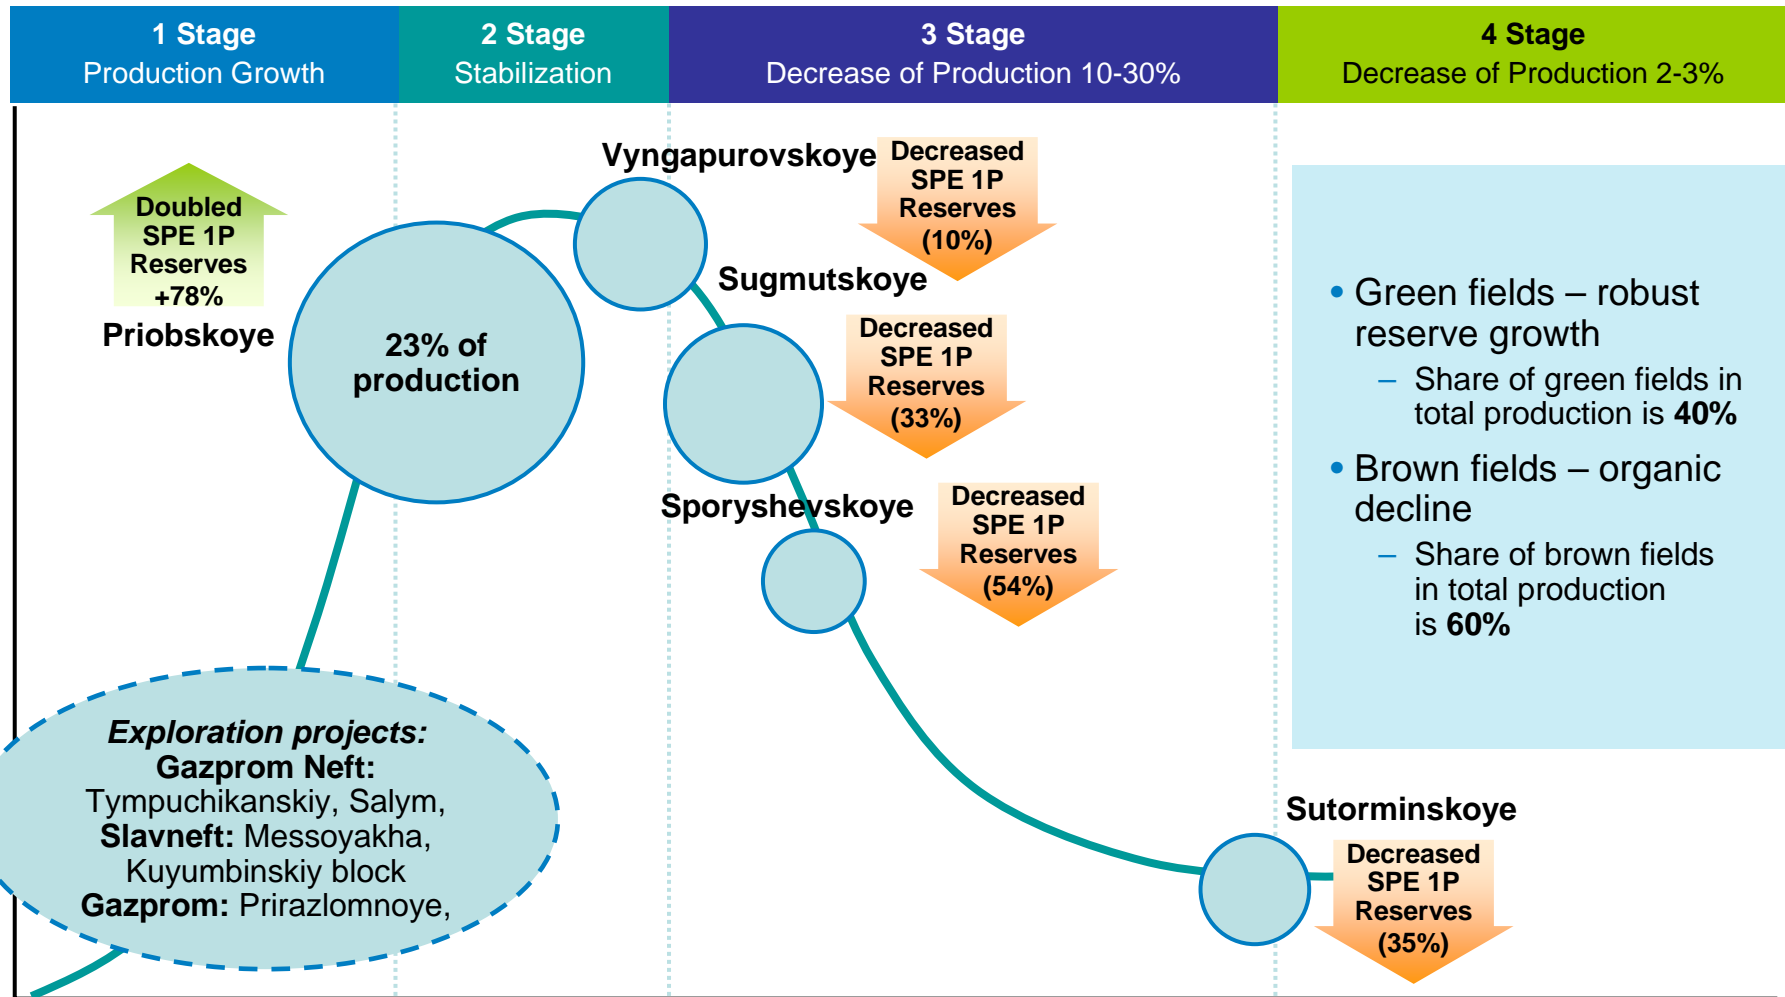 1 Stage
Production Growth
2 Stage
Stabilization
3 Stage
Decrease of Production 10-30%
4 Stage
Decrease of Production 2-3%
Doubled
SPE 1P
Reserves
+78%
Priobskoye
23% of
production
Vyngapurovskoye
Decreased
SPE 1P
Reserves
(10%)
Sugmutskoye
Decreased
SPE 1P
Reserves
(33%)
Sporyshevskoye
Decreased
SPE 1P
Reserves
(54%)
Exploration projects:
Gazprom Neft:
Tympuchikanskiy, Salym,
Slavneft: Messoyakha,
Kuyumbinskiy block
Gazprom: Prirazlomnoye,
Sutorminskoye
Decreased
SPE 1P
Reserves
(35%)
• Green fields – robust
reserve growth
– Share of green fields in
total production is 40%
• Brown fields – organic
decline
– Share of brown fields
in total production
is 60%